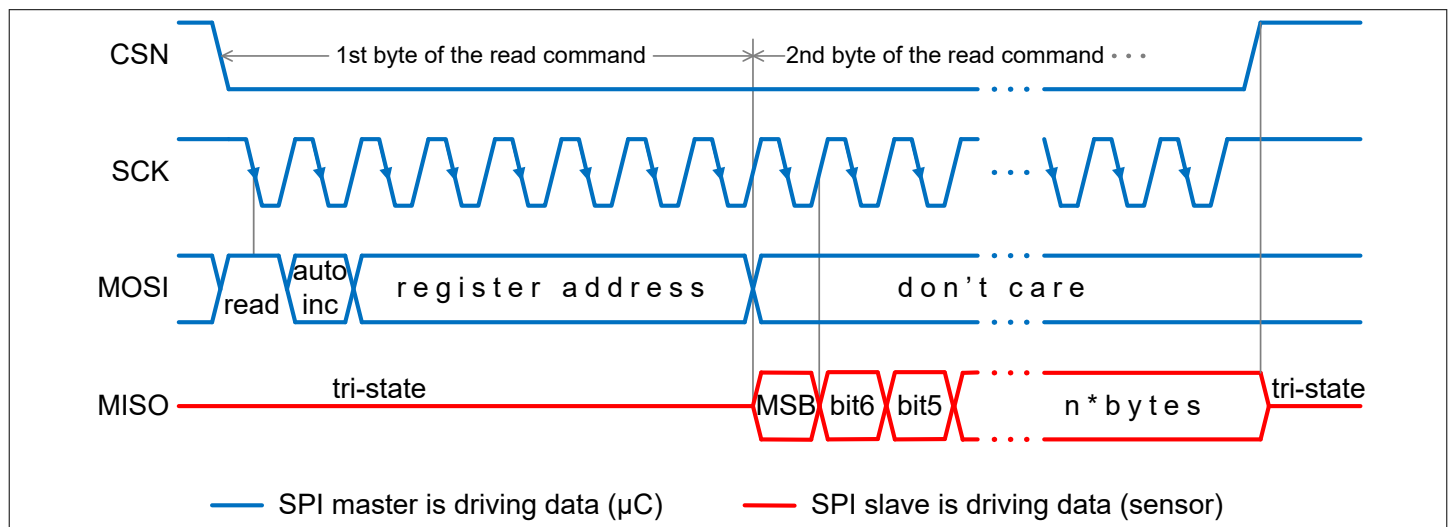 CSN
1st byte of the read command
2nd byte of the read command · · ·
SCK
MOSI
read
auto
inc
register address
don’t care
MISO
tri-state
MSB
bit6
bit5
n*bytes
tri-state
SPI master is driving data (µC)
SPI slave is driving data (sensor)